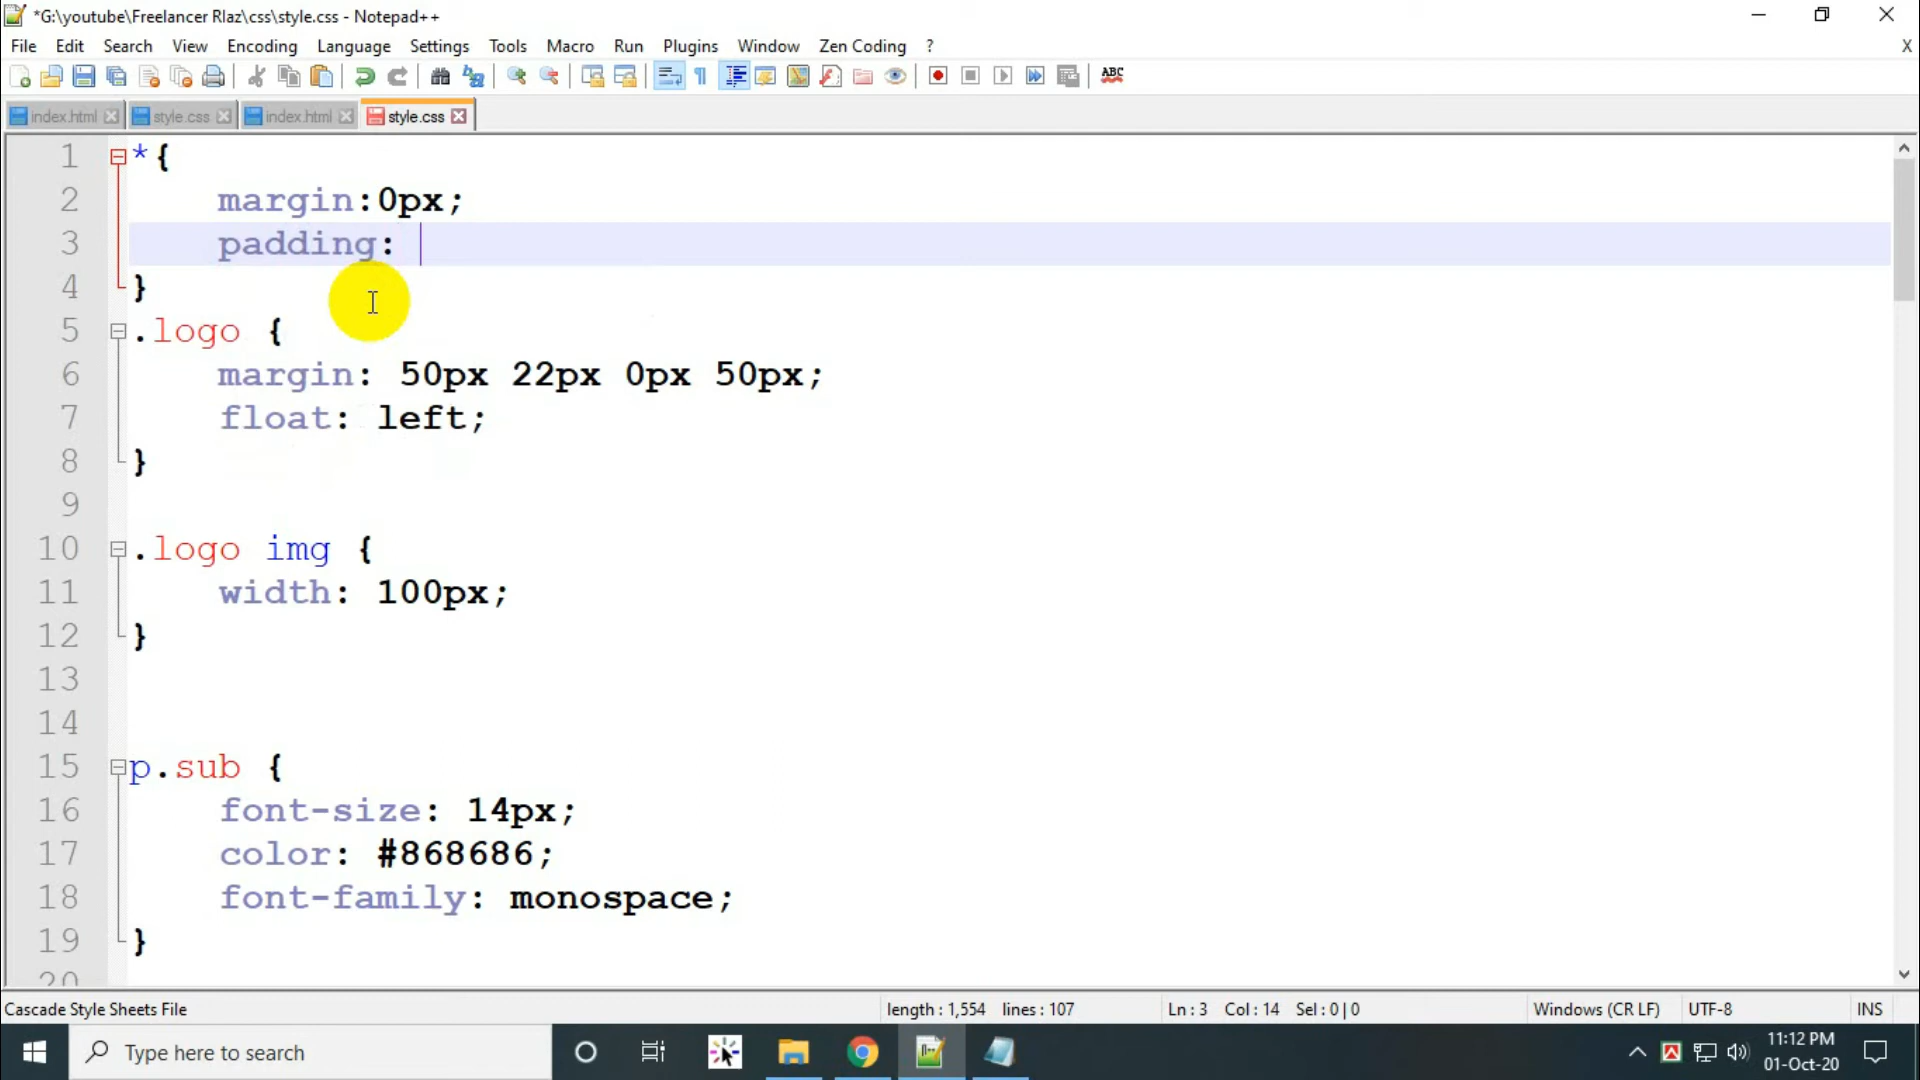 *G:\youtube\Freelancer Rlaz\css\style.css - Notepad++
File Edit Search View Encoding Language Settings Tools Macro Run Plugins Window Zen Coding ? X
ABC
index.html style.css index.html style.css
1 *{
2 margin:0px;
3 padding:
4 }
5 .logo {
6 margin: 50px 22px 0px 50px;
7 float: left;
8 }
9
10 .logo img {
11 width: 100px;
12 }
13
14
15 p.sub {
16 font-size: 14px;
17 color: #868686;
18 font-family: monospace;
19 }
20
Cascade Style Sheets File length : 1,554 lines : 107 Ln : 3 Col : 14 Sel : 0 | 0 Windows (CR LF) UTF-8 INS
Type here to search
11:12 PM
01-Oct-20